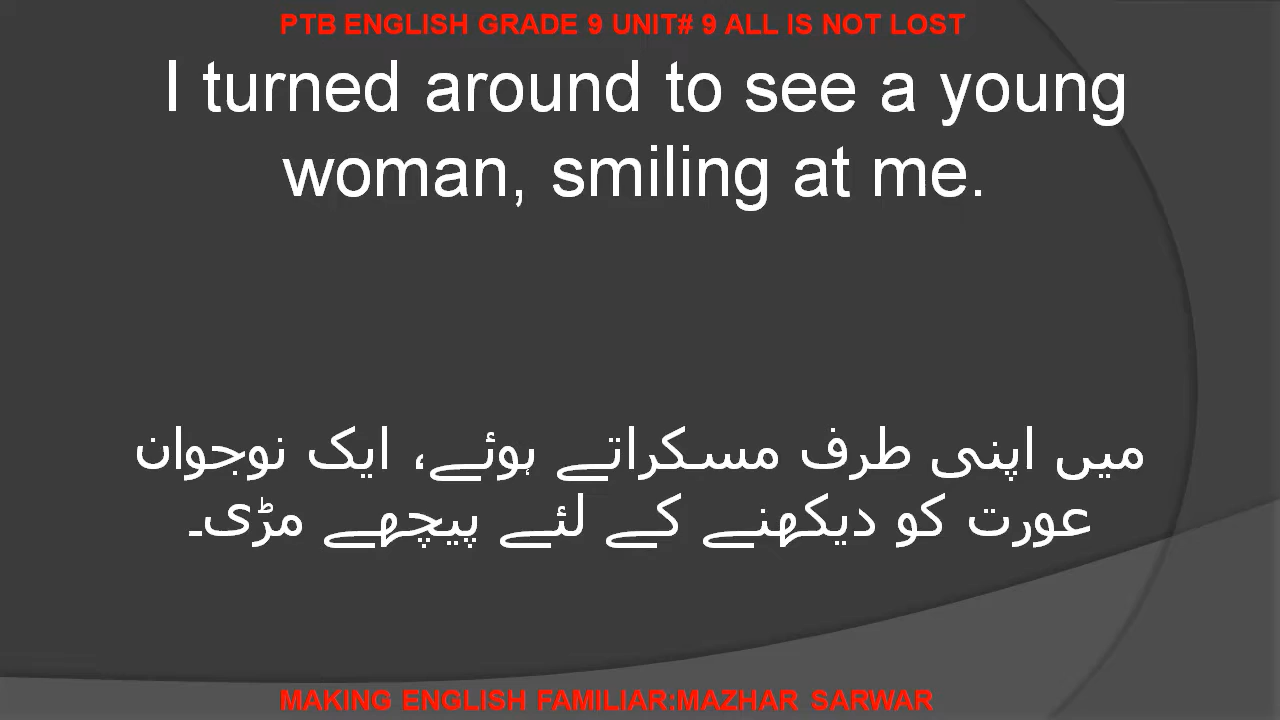 PTB ENGLISH GRADE 9 UNIT# 9 ALL IS NOT LOST
I turned around to see a young
woman, smiling at me.
میں اپنی طرف مسکراتے ہوئے، ایک نوجوان
عورت کو دیکھنے کے لئے پیچھے مڑی۔
MAKING ENGLISH FAMILIAR:MAZHAR SARWAR